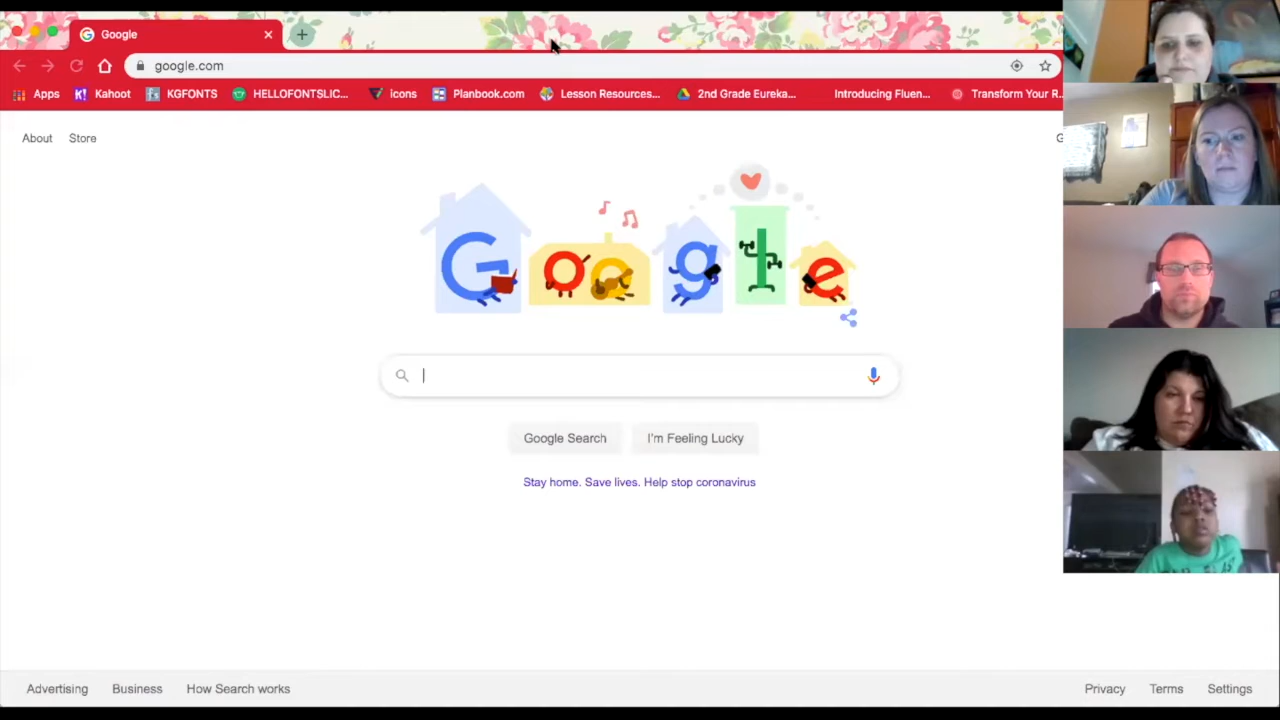 Google
google.com
Apps Kahoot KGFONTS HELLOFONTSLIC... icons Planbook.com Lesson Resources... 2nd Grade Eureka... Introducing Fluen... Transform Your R...
About Store
Google
Google Search I'm Feeling Lucky
Stay home. Save lives. Help stop coronavirus
Advertising Business How Search works Privacy Terms Settings